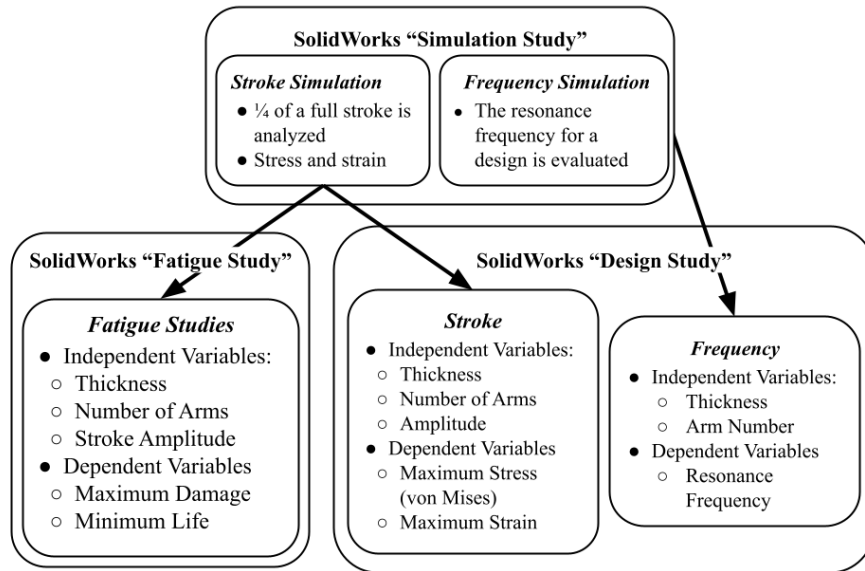 SolidWorks “Simulation Study”
Stroke Simulation
● ¼ of a full stroke is
analyzed
● Stress and strain
Frequency Simulation
● The resonance
frequency for a
design is evaluated
SolidWorks “Fatigue Study”
Fatigue Studies
● Independent Variables:
○ Thickness
○ Number of Arms
○ Stroke Amplitude
● Dependent Variables
○ Maximum Damage
○ Minimum Life
SolidWorks “Design Study”
Stroke
● Independent Variables:
○ Thickness
○ Number of Arms
○ Amplitude
● Dependent Variables
○ Maximum Stress
(von Mises)
○ Maximum Strain
Frequency
● Independent Variables:
○ Thickness
○ Arm Number
● Dependent Variables
○ Resonance
Frequency